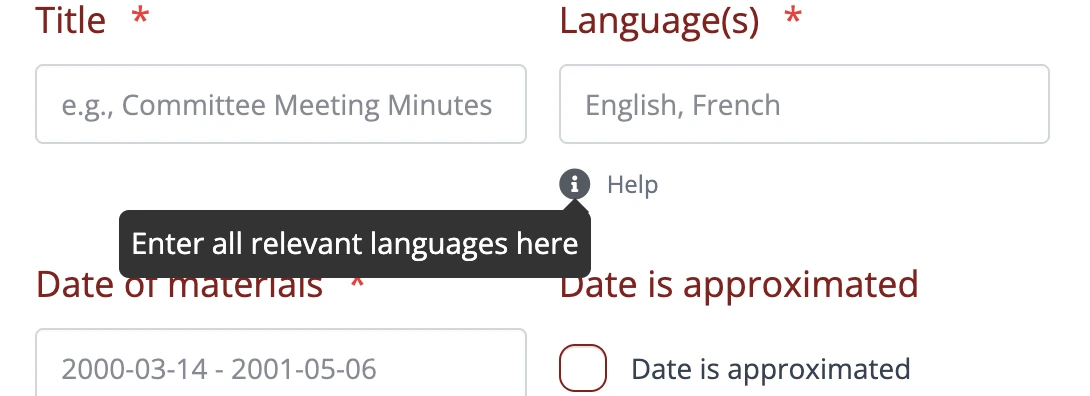 Title *
Language(s) *
e.g., Committee Meeting Minutes
English, French
Help
Enter all relevant languages here
Date of materials *
Date is approximated
2000-03-14 - 2001-05-06
Date is approximated